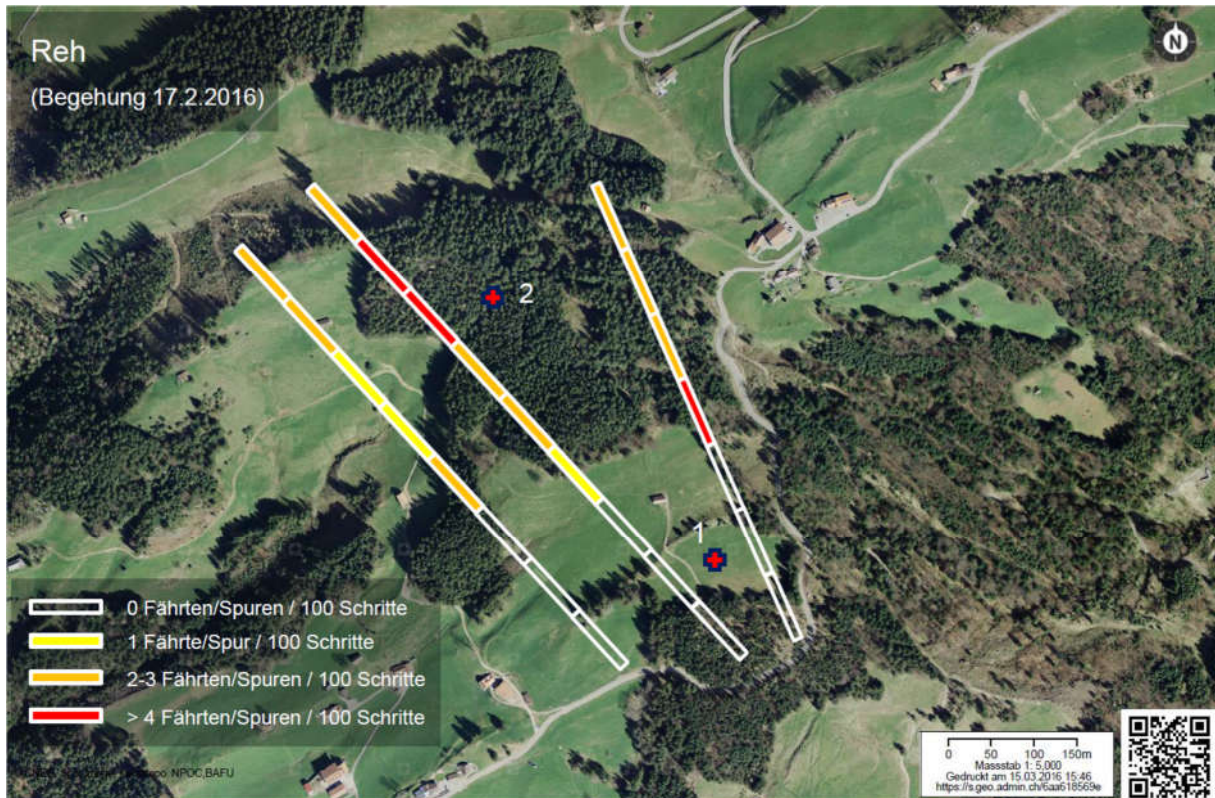 Reh
(Begehung 17.2.2016)
N
2
1
0 Fährten/Spuren / 100 Schritte
1 Fährte/Spur / 100 Schritte
2-3 Fährten/Spuren / 100 Schritte
> 4 Fährten/Spuren / 100 Schritte
NPOC,BAFU
0 50 100 150m
Massstab 1: 5,000
Gedruckt am 15.03.2016 15:46
https://s.geo.admin.ch/6aa618569e